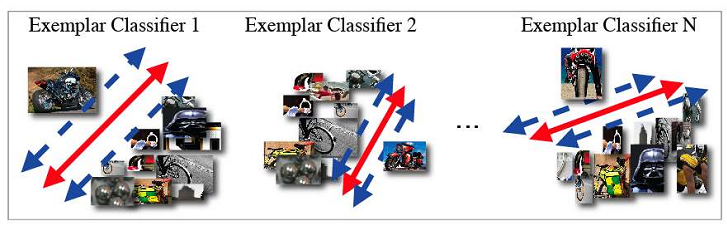 Exemplar Classifier 1
Exemplar Classifier 2
...
Exemplar Classifier N